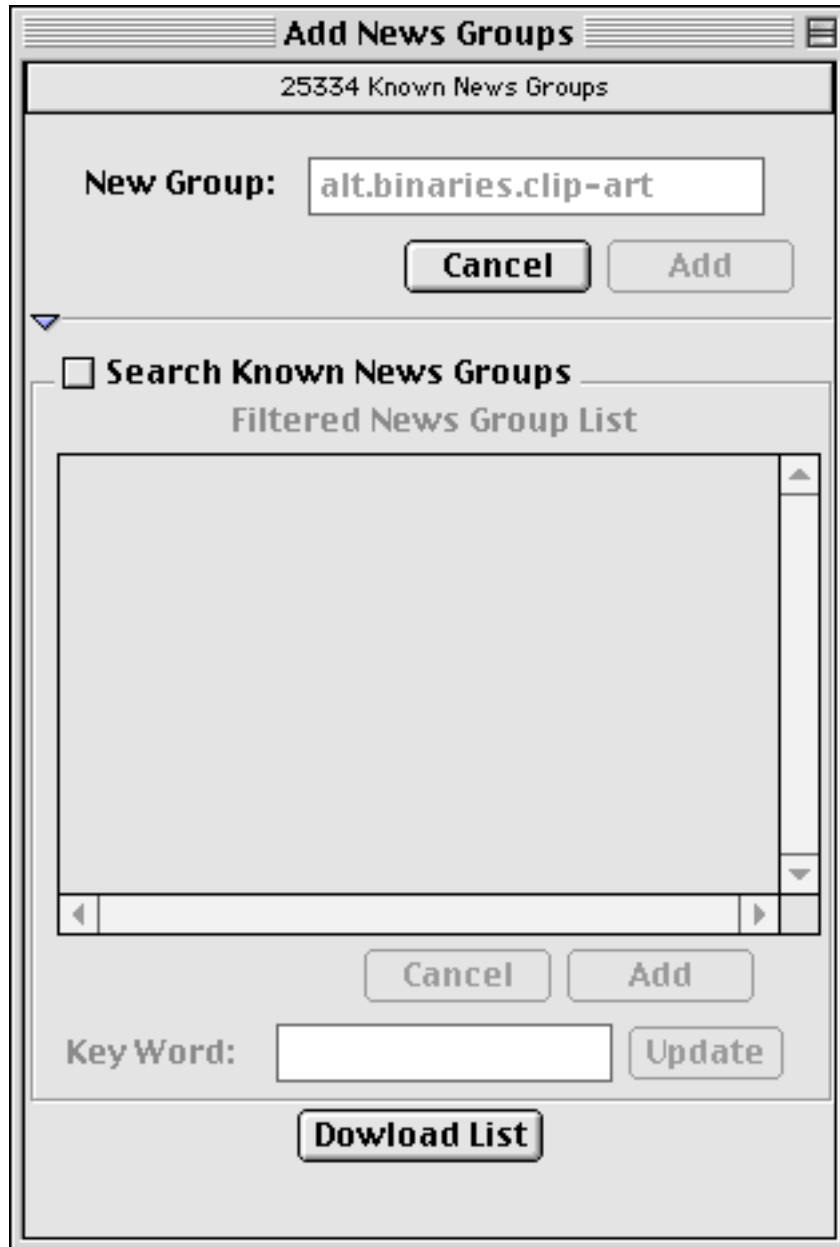 Add News Groups
25334 Known News Groups
New Group: alt.binaries.clip-art
Cancel Add
Search Known News Groups
Filtered News Group List
Cancel Add
Key Word: Update
Dowload List